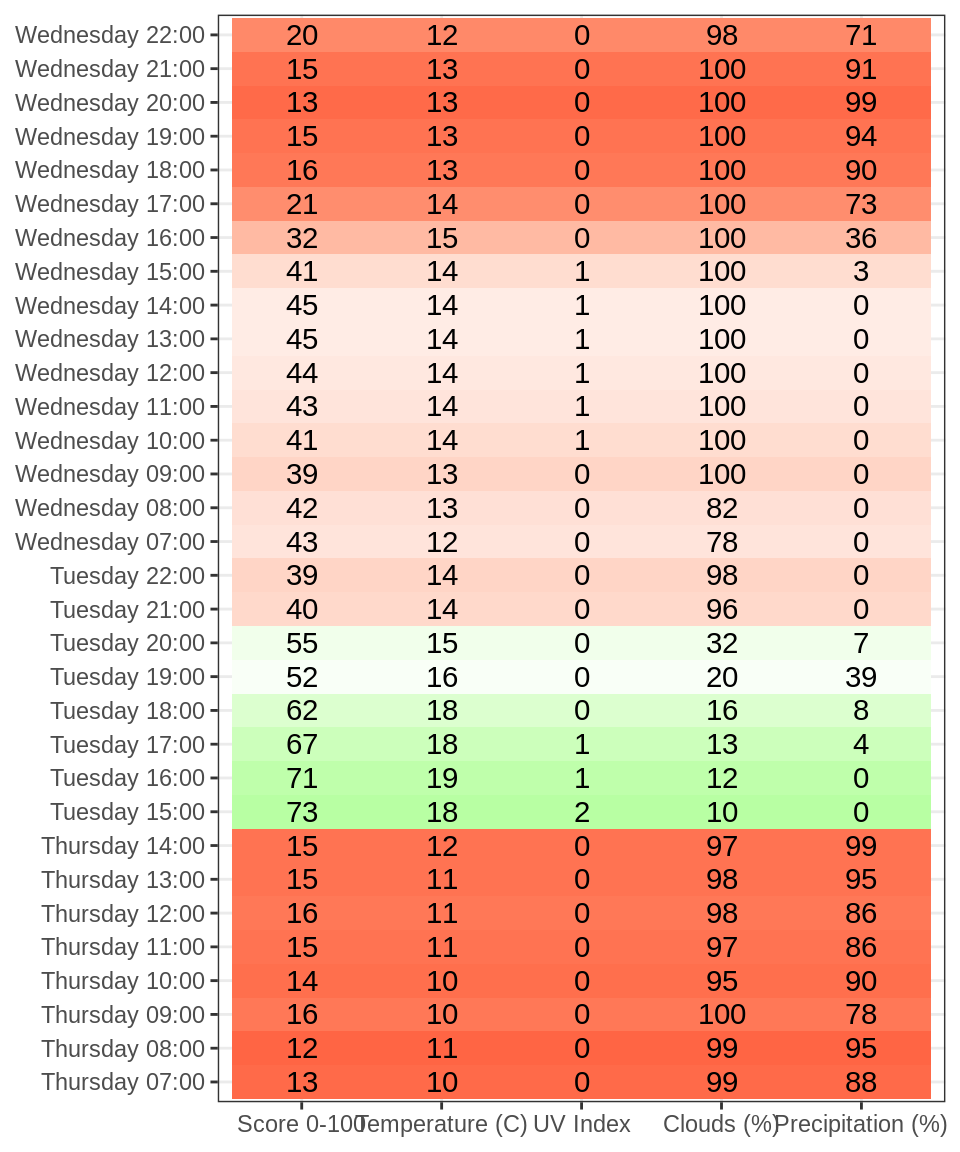 Wednesday 22:00 20 12 0 98 71
Wednesday 21:00 15 13 0 100 91
Wednesday 20:00 13 13 0 100 99
Wednesday 19:00 15 13 0 100 94
Wednesday 18:00 16 13 0 100 90
Wednesday 17:00 21 14 0 100 73
Wednesday 16:00 32 15 0 100 36
Wednesday 15:00 41 14 1 100 3
Wednesday 14:00 45 14 1 100 0
Wednesday 13:00 45 14 1 100 0
Wednesday 12:00 44 14 1 100 0
Wednesday 11:00 43 14 1 100 0
Wednesday 10:00 41 14 1 100 0
Wednesday 09:00 39 13 0 100 0
Wednesday 08:00 42 13 0 82 0
Wednesday 07:00 43 12 0 78 0
Tuesday 22:00 39 14 0 98 0
Tuesday 21:00 40 14 0 96 0
Tuesday 20:00 55 15 0 32 7
Tuesday 19:00 52 16 0 20 39
Tuesday 18:00 62 18 0 16 8
Tuesday 17:00 67 18 1 13 4
Tuesday 16:00 71 19 1 12 0
Tuesday 15:00 73 18 2 10 0
Thursday 14:00 15 12 0 97 99
Thursday 13:00 15 11 0 98 95
Thursday 12:00 16 11 0 98 86
Thursday 11:00 15 11 0 97 86
Thursday 10:00 14 10 0 95 90
Thursday 09:00 16 10 0 100 78
Thursday 08:00 12 11 0 99 95
Thursday 07:00 13 10 0 99 88
Score 0-100 Temperature (C) UV Index Clouds (%) Precipitation (%)